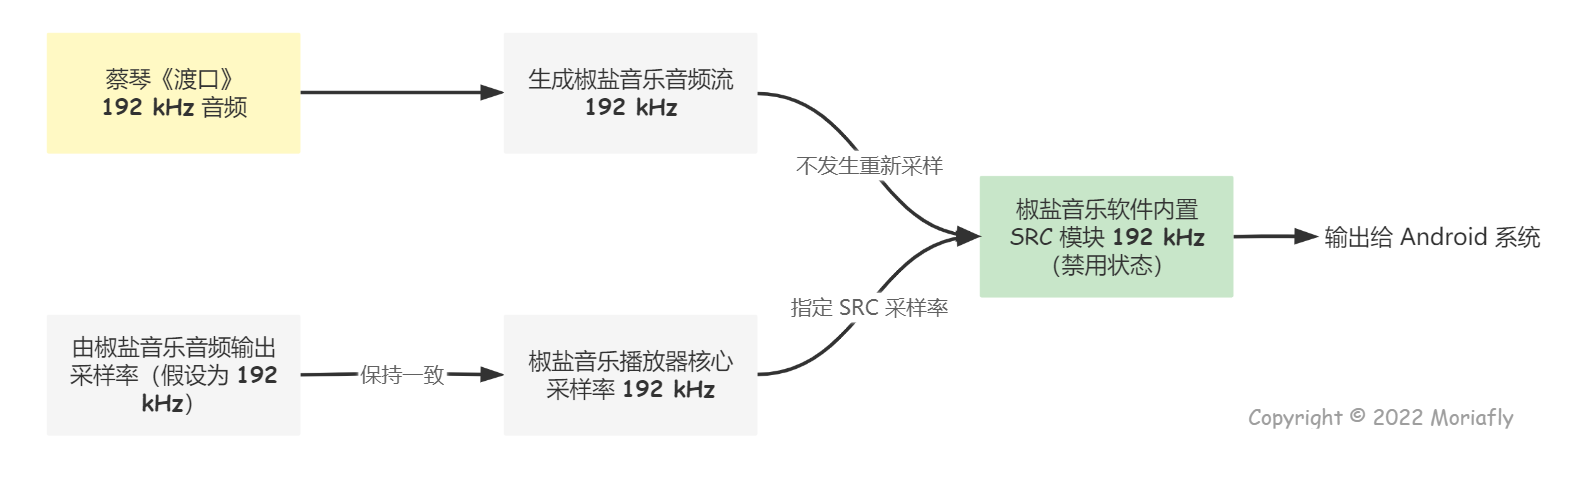 蔡琴《渡口》
192 kHz 音频
生成椒盐音乐音频流
192 kHz
不发生重新采样
椒盐音乐软件内置
SRC 模块 192 kHz
（禁用状态）
输出给 Android 系统
指定 SRC 采样率
由椒盐音乐音频输出
采样率（假设为 192
kHz）
保持一致
椒盐音乐播放器核心
采样率 192 kHz
Copyright © 2022 Moriafly